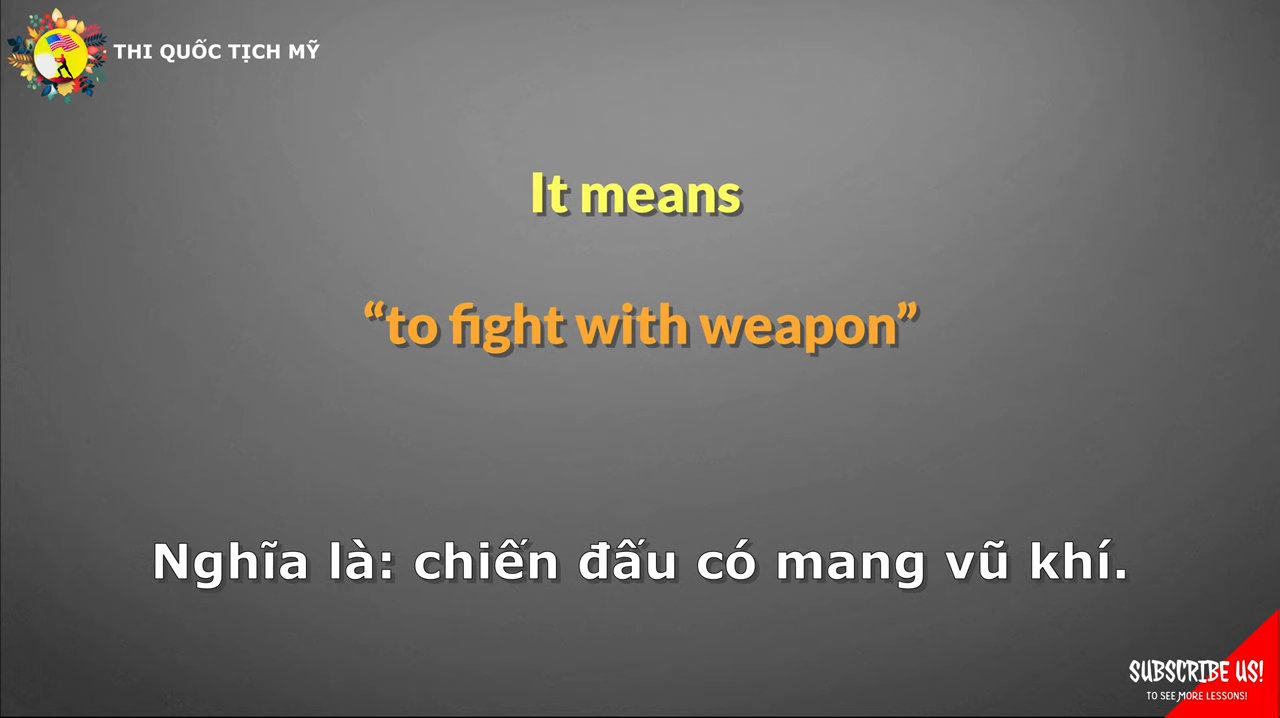 THI QUỐC TỊCH MỸ
It means
“to fight with weapon”
Nghĩa là: chiến đấu có mang vũ khí.
SUBSCRIBE US!
TO SEE MORE LESSONS!